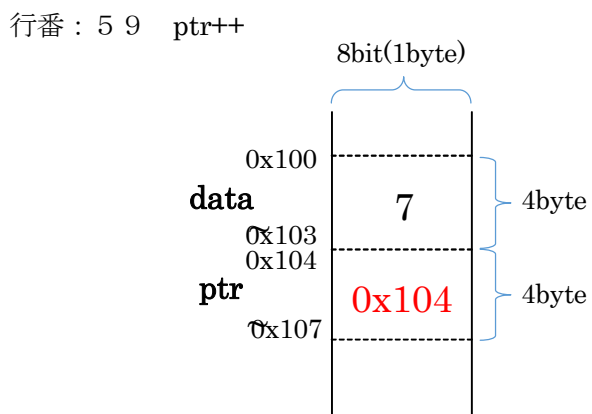 行番：５９　ptr++
8bit(1byte)
0x100
data
7
4byte
~
0x103
0x104
ptr
0x104
4byte
~
0x107